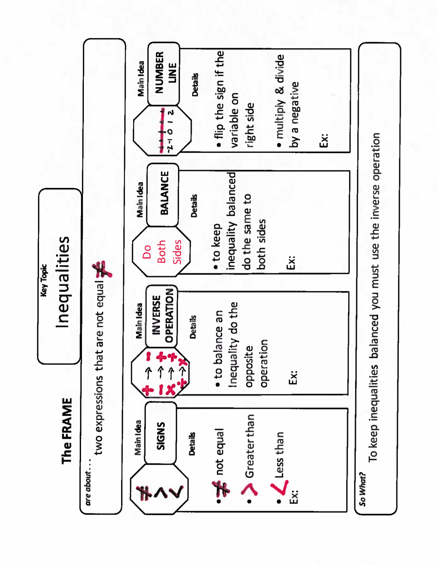 The FRAME
Key Topic
Inequalities
are about...
two expressions that are not equal ≠
≠
>
<
Main Idea
SIGNS
Details
• ≠ not equal
• > Greater than
• < Less than
Ex:
+ → −
− → +
× → ÷
÷ → ×
Main Idea
INVERSE
OPERATION
Details
• to balance an
Inequality do the
opposite
operation
Ex:
Do
Both
Sides
Main Idea
BALANCE
Details
• to keep
inequality balanced
do the same to
both sides
Ex:
-2 -1 0 1 2
Main Idea
NUMBER
LINE
Details
• flip the sign if the
variable on
right side
• multiply & divide
by a negative
Ex:
So What?
To keep inequalities balanced you must use the inverse operation